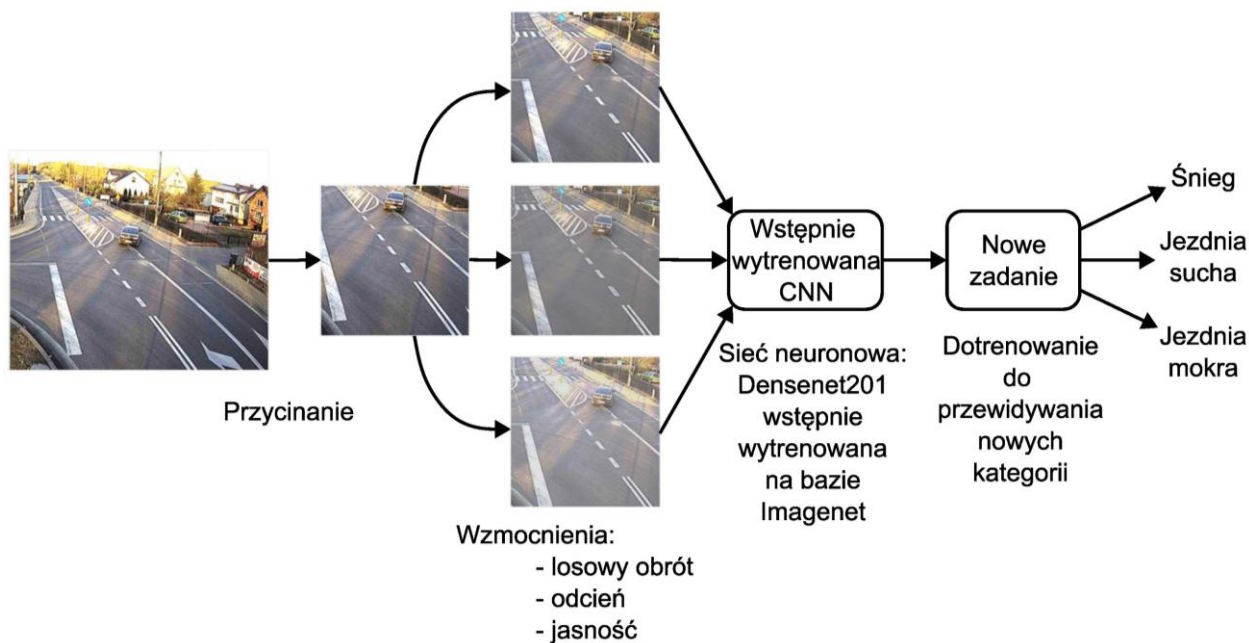 Przycinanie
Wzmocnienia:
- losowy obrót
- odcień
- jasność
Wstępnie
wytrenowana
CNN
Sieć neuronowa:
Densenet201
wstępnie
wytrenowana
na bazie
Imagenet
Nowe
zadanie
Dotrenowanie
do
przewidywania
nowych
kategorii
Śnieg
Jezdnia
sucha
Jezdnia
mokra